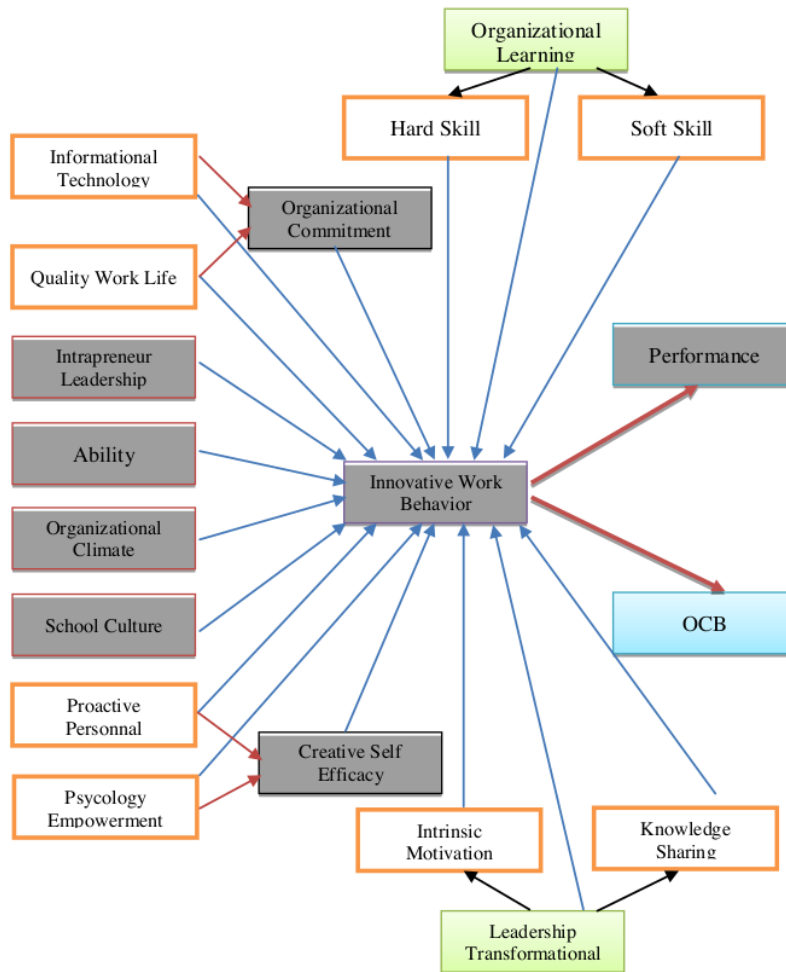 Organizational
Learning
Hard Skill
Soft Skill
Informational
Technology
Organizational
Commitment
Quality Work Life
Intrapreneur
Leadership
Performance
Ability
Innovative Work
Behavior
Organizational
Climate
School Culture
OCB
Proactive
Personnal
Creative Self
Efficacy
Psycology
Empowerment
Intrinsic
Motivation
Knowledge
Sharing
Leadership
Transformational